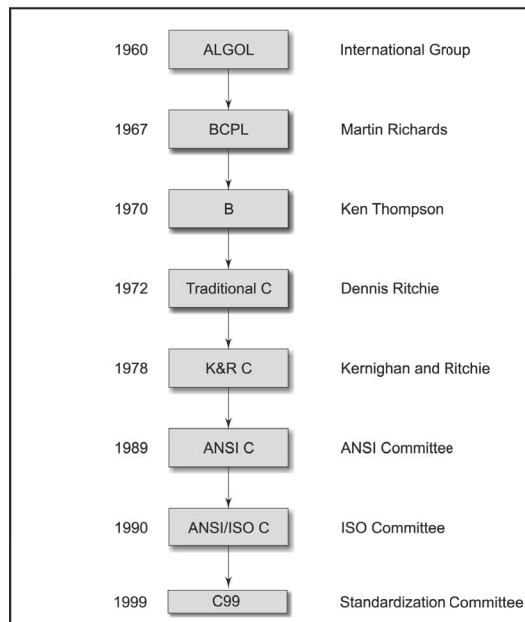 1960 ALGOL International Group
1967 BCPL Martin Richards
1970 B Ken Thompson
1972 Traditional C Dennis Ritchie
1978 K&R C Kernighan and Ritchie
1989 ANSI C ANSI Committee
1990 ANSI/ISO C ISO Committee
1999 C99 Standardization Committee